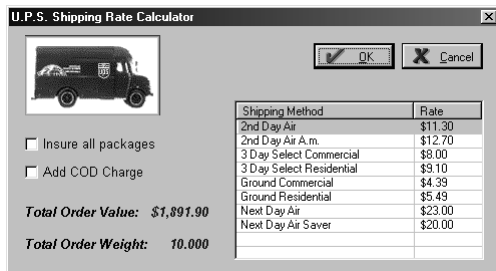 U.P.S. Shipping Rate Calculator
OK
Cancel
Shipping Method Rate
2nd Day Air $11.30
2nd Day Air A.m. $12.70
3 Day Select Commercial $8.00
3 Day Select Residential $9.10
Ground Commercial $4.39
Ground Residential $5.49
Next Day Air $23.00
Next Day Air Saver $20.00
Insure all packages
Add COD Charge
Total Order Value: $1,891.90
Total Order Weight: 10.000